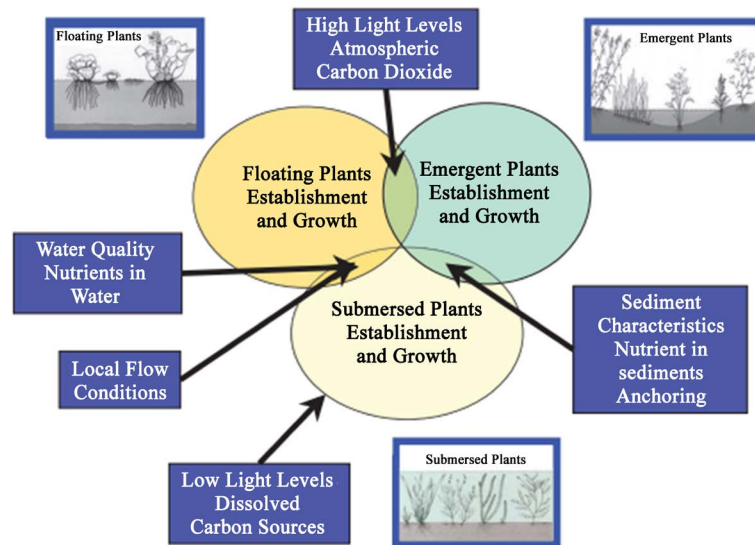 Floating Plants
High Light Levels
Atmospheric
Carbon Dioxide
Emergent Plants
Floating Plants
Establishment
and Growth
Emergent Plants
Establishment
and Growth
Water Quality
Nutrients in
Water
Submersed Plants
Establishment
and Growth
Sediment
Characteristics
Nutrient in
sediments
Anchoring
Local Flow
Conditions
Low Light Levels
Dissolved
Carbon Sources
Submersed Plants